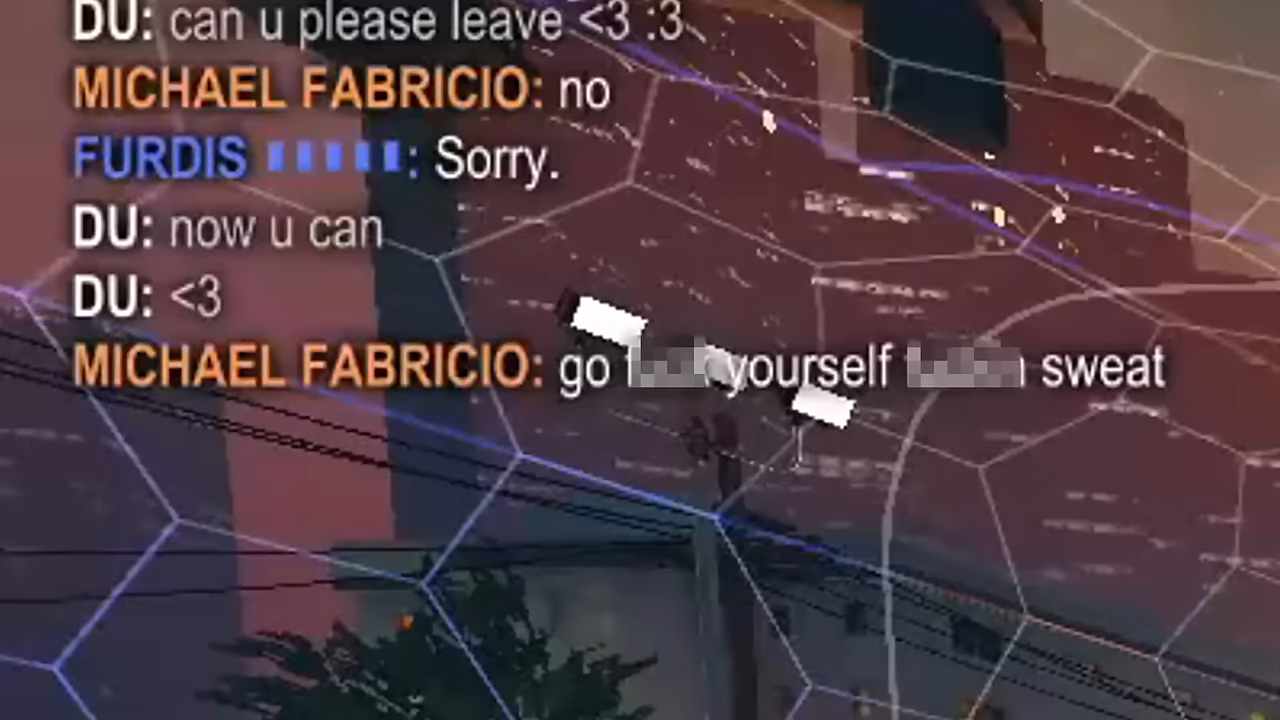 DU: can u please leave <3 :3
MICHAEL FABRICIO: no
FURDIS ▮▮▮▮▮: Sorry.
DU: now u can
DU: <3
MICHAEL FABRICIO: go yourself sweat